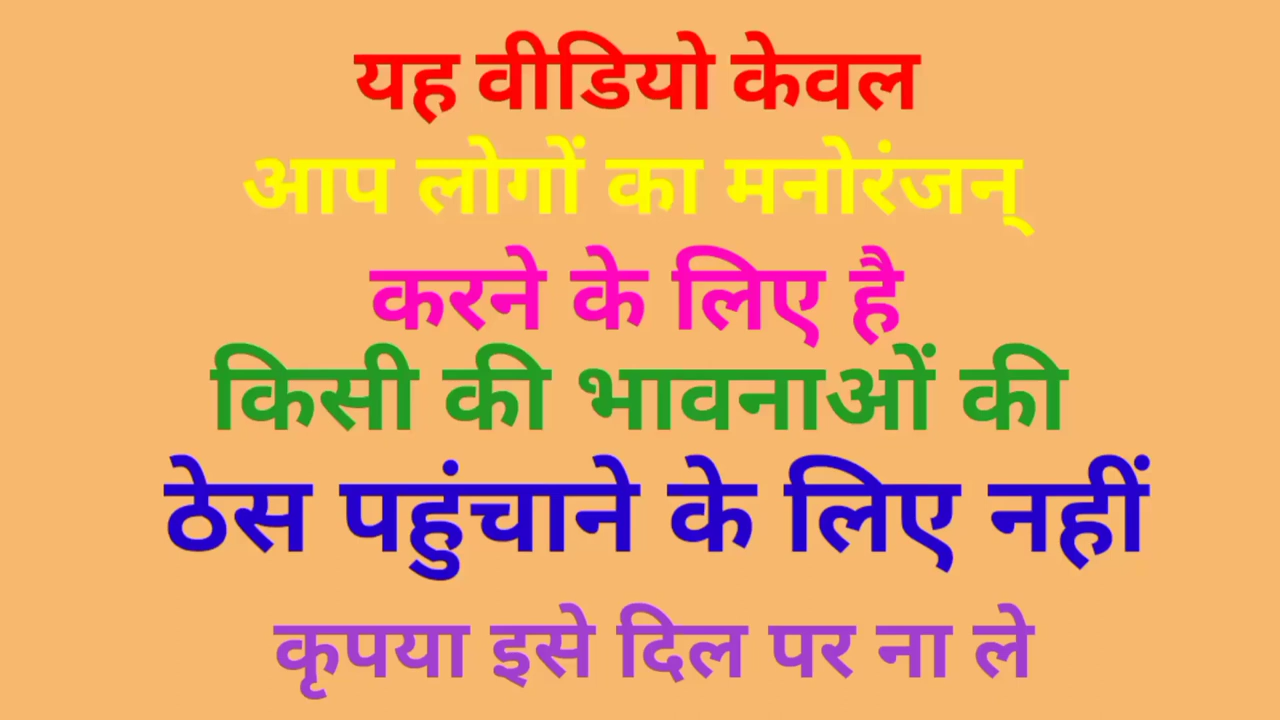 यह वीडियो केवल
आप लोगों का मनोरंजन्
करने के लिए है
किसी की भावनाओं की
ठेस पहुंचाने के लिए नहीं
कृपया इसे दिल पर ना ले